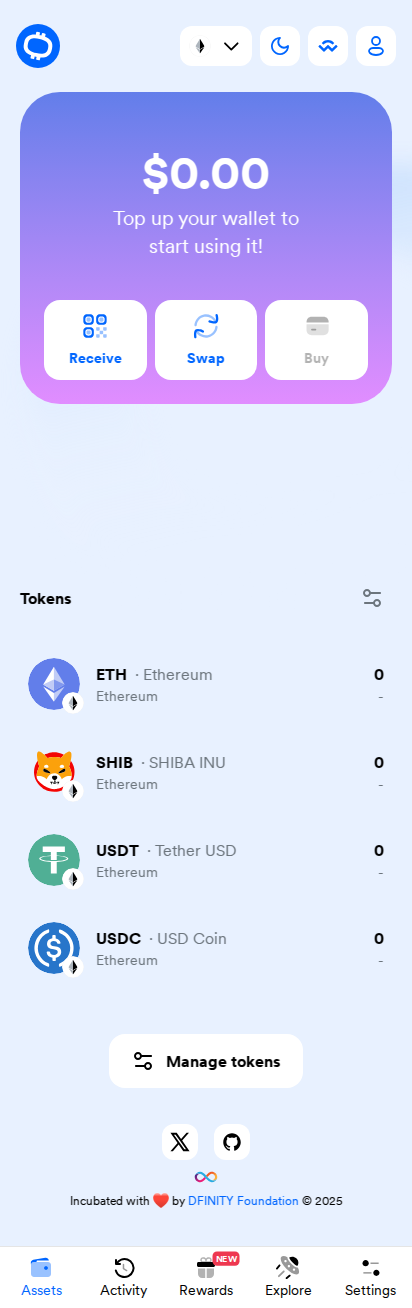 $0.00
Top up your wallet to
start using it!
Receive
Swap
Buy
Tokens
ETH · Ethereum
0
Ethereum
-
SHIB · SHIBA INU
0
Ethereum
-
USDT · Tether USD
0
Ethereum
-
USDC · USD Coin
0
Ethereum
-
Manage tokens
Incubated with ❤️ by DFINITY Foundation © 2025
NEW
Assets
Activity
Rewards
Explore
Settings